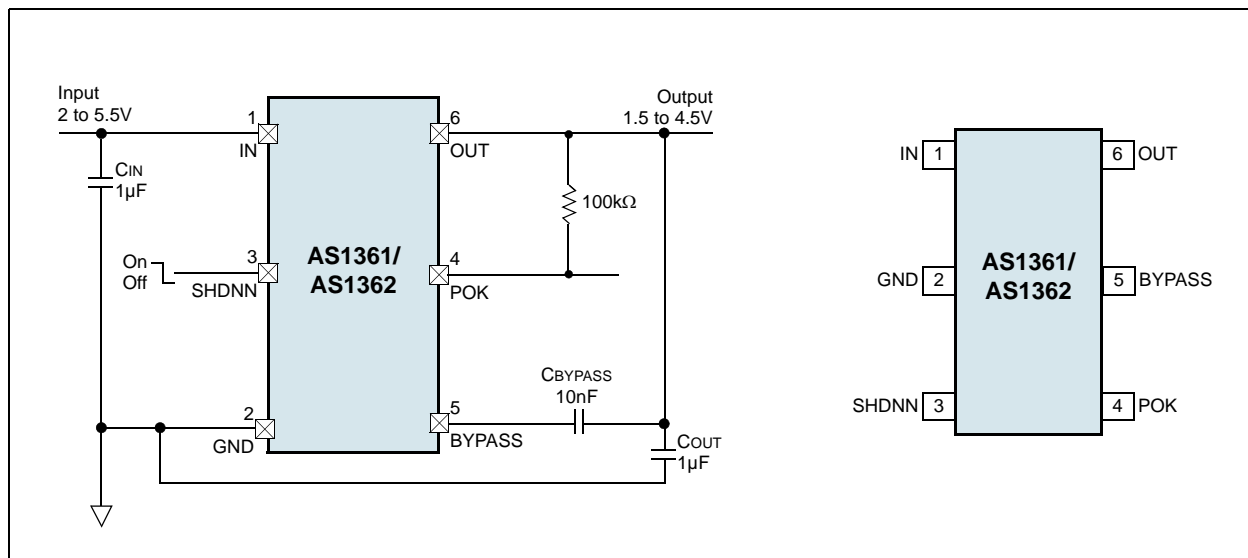 Input
2 to 5.5V
CIN
1µF
On
Off
1
IN
3
SHDNN
2
GND
AS1361/
AS1362
6
OUT
4
POK
5
BYPASS
Output
1.5 to 4.5V
100kΩ
CBYPASS
10nF
COUT
1µF
IN 1
GND 2
SHDNN 3
AS1361/
AS1362
6 OUT
5 BYPASS
4 POK